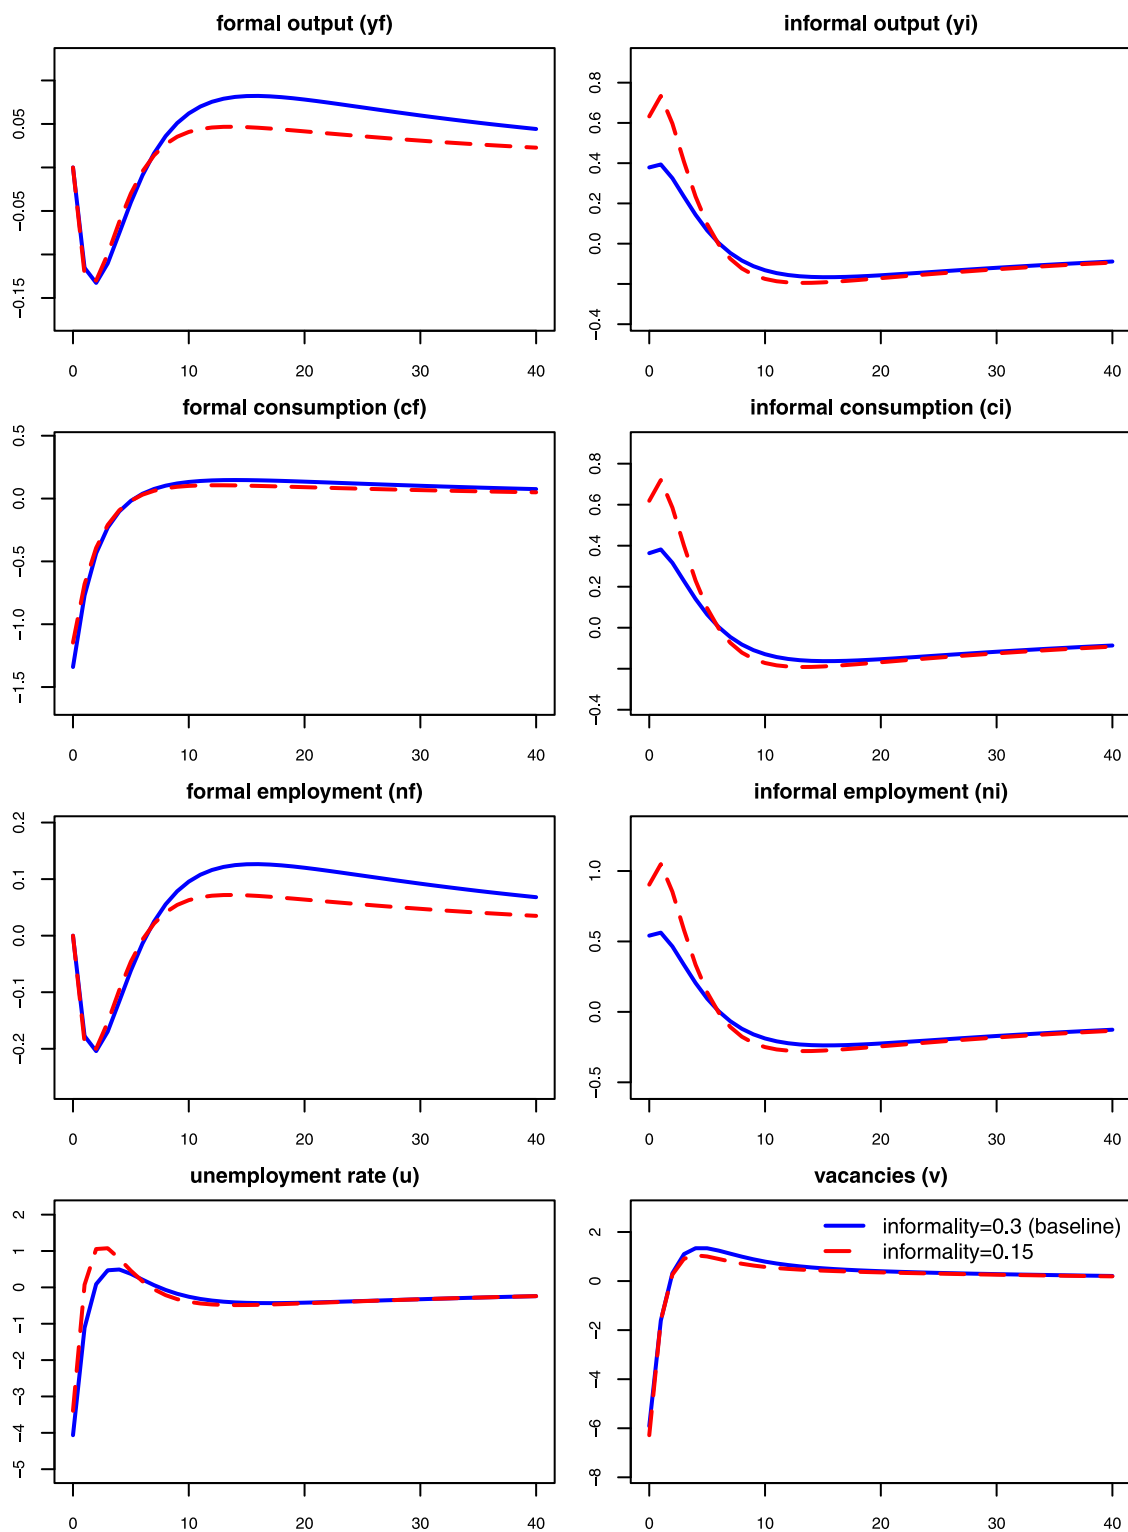 formal output (yf)
informal output (yi)
0.05
-0.05
-0.15
0 10 20 30 40
0.8
0.6
0.4
0.2
0.0
-0.4
0 10 20 30 40
formal consumption (cf)
informal consumption (ci)
0.5
0.0
-0.5
-1.0
-1.5
0 10 20 30 40
0.8
0.6
0.4
0.2
0.0
-0.4
0 10 20 30 40
formal employment (nf)
informal employment (ni)
0.2
0.1
0.0
-0.1
-0.2
0 10 20 30 40
1.0
0.5
0.0
-0.5
0 10 20 30 40
unemployment rate (u)
vacancies (v)
2
1
0
-1
-2
-3
-4
-5
0 10 20 30 40
informality=0.3 (baseline)
informality=0.15
2
0
-2
-4
-6
-8
0 10 20 30 40